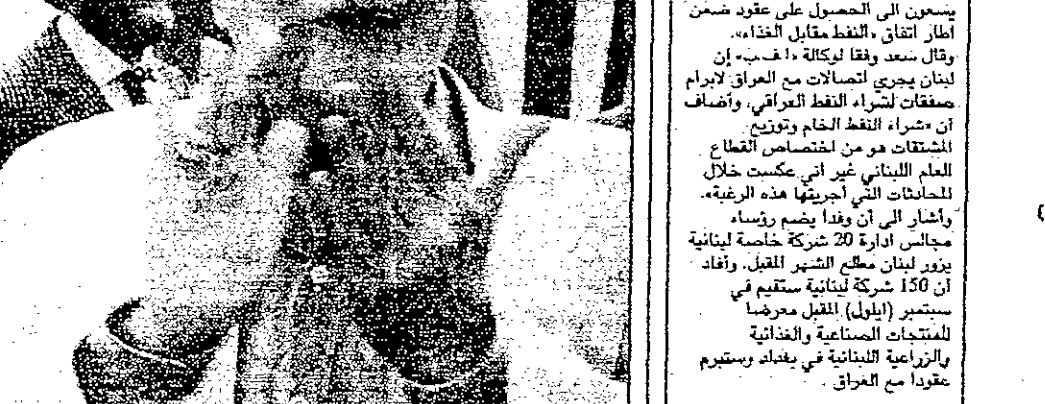 يسعون الى الحصول على عقود ضمن
اطار اتفاق «النفط مقابل الغذاء».
وقال سعد وفقا لوكالة «ا ف ب» إن
لبنان يجري اتصالات مع العراق لابرام
صفقات لشراء النفط العراقي. وأضاف
أن «شراء النفط الخام وتوزيع
المشتقات هو من اختصاص القطاع
العام اللبناني غير أني عكست خلال
المحادثات التي أجريتها هذه الرغبة».
وأشار الى أن وفدا يضم رؤساء
مجالس ادارة 20 شركة خاصة لبنانية
يزور لبنان مطلع الشهر المقبل. وأفاد
أن 150 شركة لبنانية ستقيم في
سبتمبر (ايلول) المقبل معرضا
للمنتجات الصناعية والغذائية
والزراعية اللبنانية في بغداد وستبرم
عقودا مع العراق.